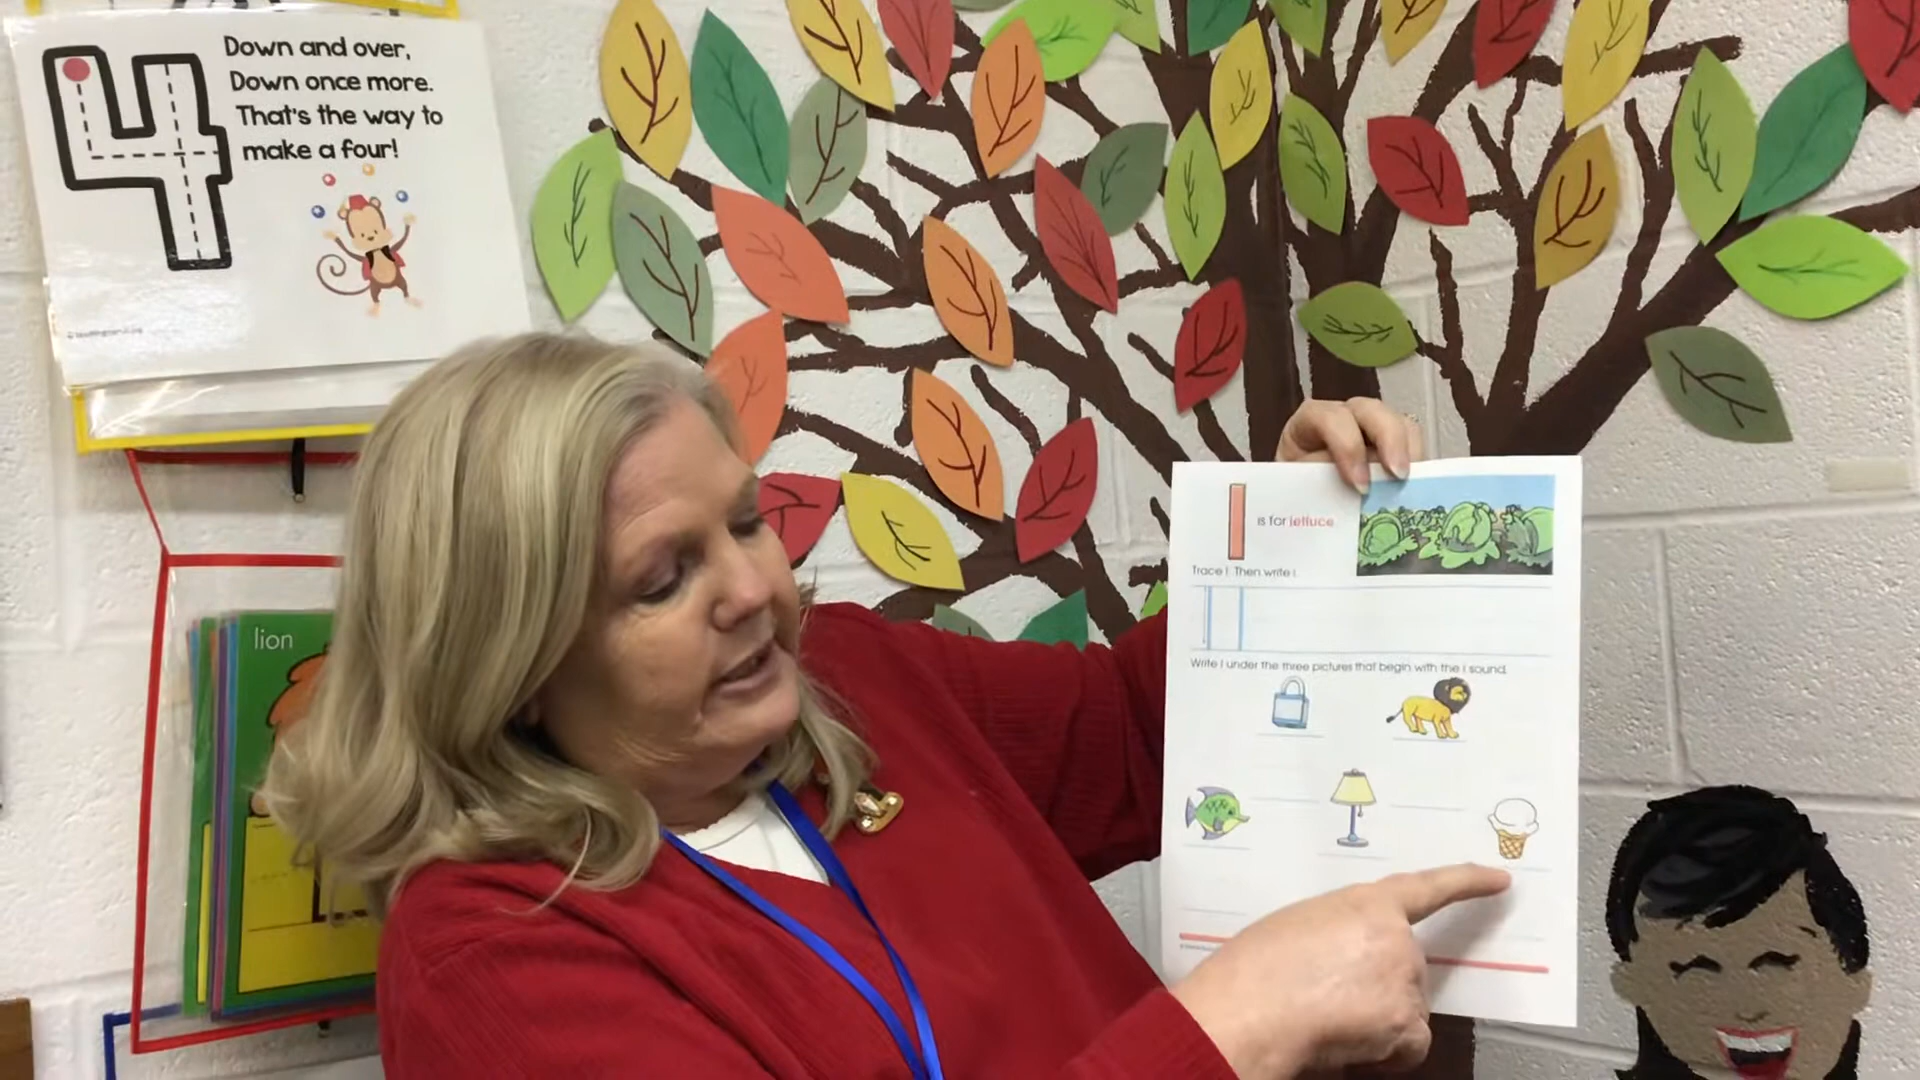 4
Down and over,
Down once more.
That's the way to
make a four!
lion
l is for lettuce
Trace l. Then write l.
Write l under the three pictures that begin with the l sound.